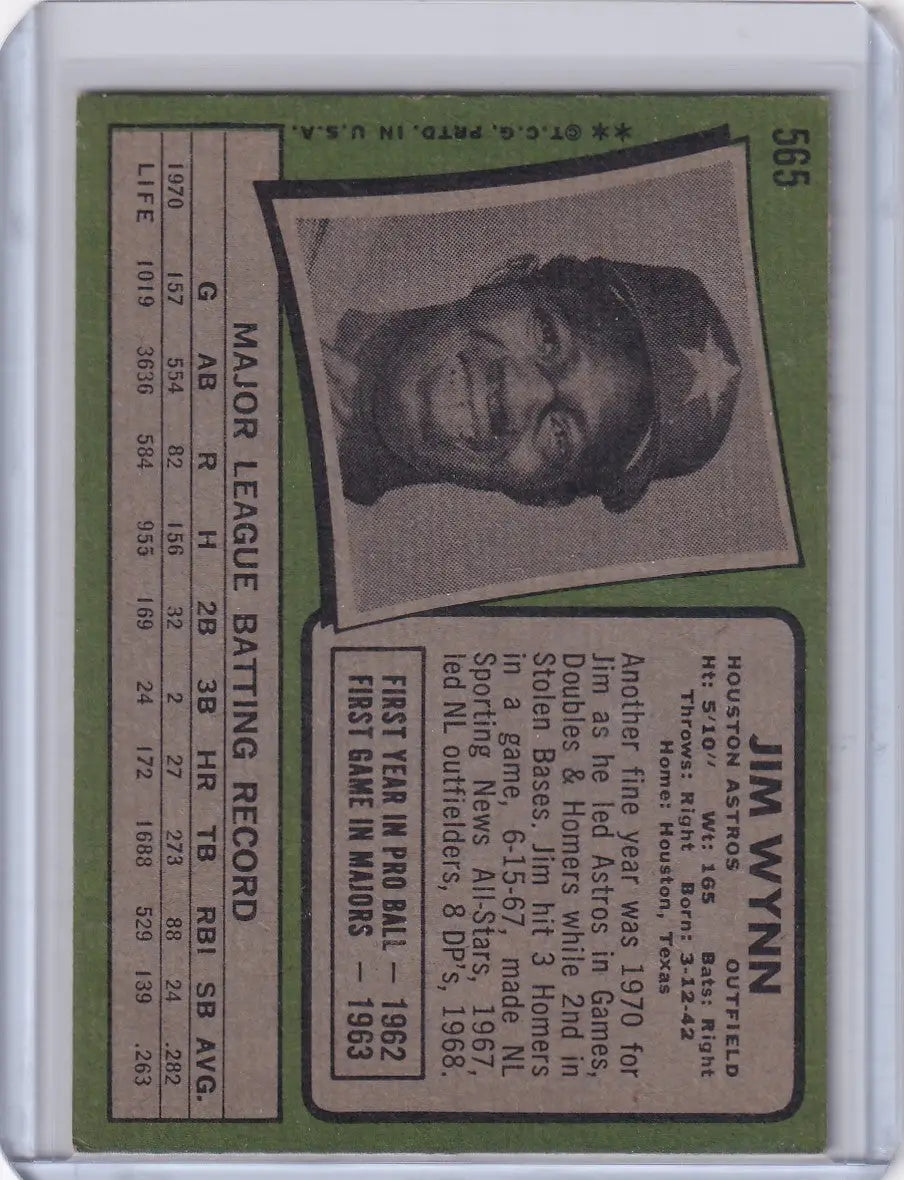 565
**©T.C.G. PRTD. IN U.S.A.
JIM WYNN
HOUSTON ASTROS OUTFIELD
Ht: 5'10" Wt: 165 Bats: Right
Throws: Right Born: 3-12-42
Home: Houston, Texas
Another fine year was 1970 for
Jim as he led Astros in Games,
Doubles & Homers while 2nd in
Stolen Bases. Jim hit 3 Homers
in a game, 6-15-67, made NL
Sporting News All-Stars, 1967,
led NL outfielders, 8 DP's, 1968.
FIRST YEAR IN PRO BALL — 1962
FIRST GAME IN MAJORS — 1963
MAJOR LEAGUE BATTING RECORD
G AB R H 2B 3B HR TB RBI SB AVG.
1970 157 554 82 156 32 2 27 273 88 24 .282
LIFE 1019 3636 584 955 169 24 172 1688 529 139 .263